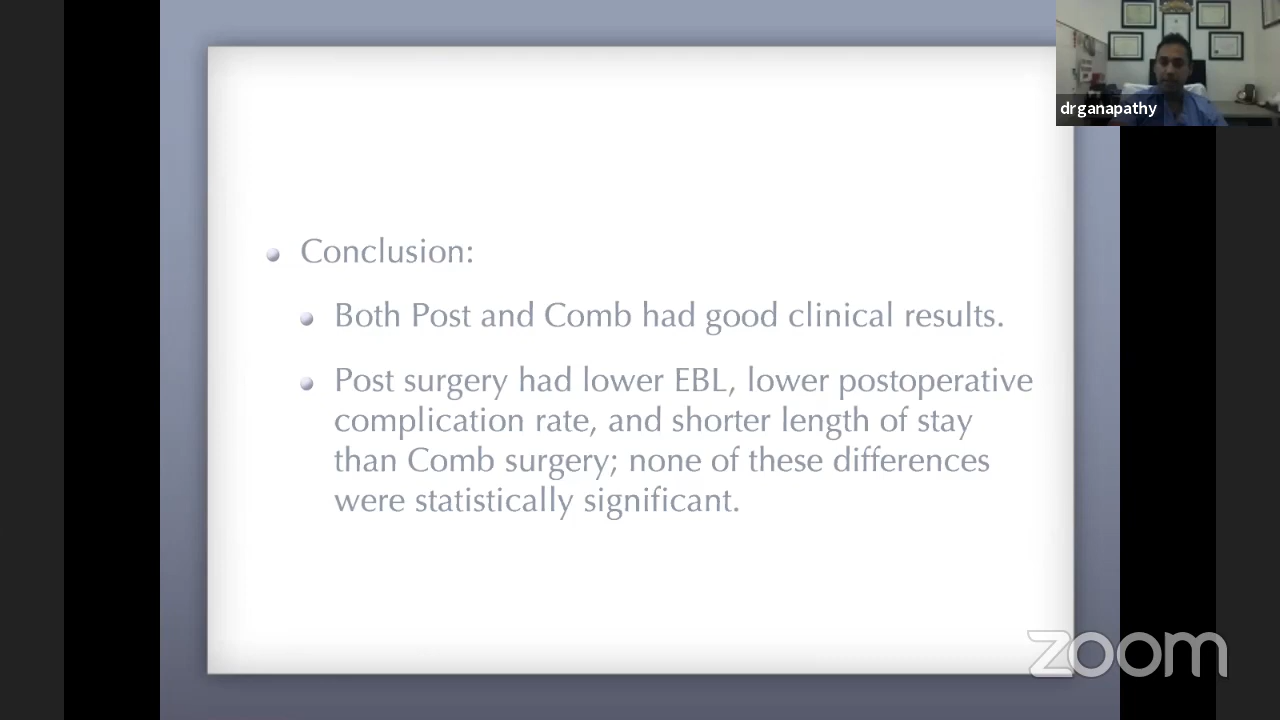 drganapathy
Conclusion:
Both Post and Comb had good clinical results.
Post surgery had lower EBL, lower postoperative
complication rate, and shorter length of stay
than Comb surgery; none of these differences
were statistically significant.
zoom